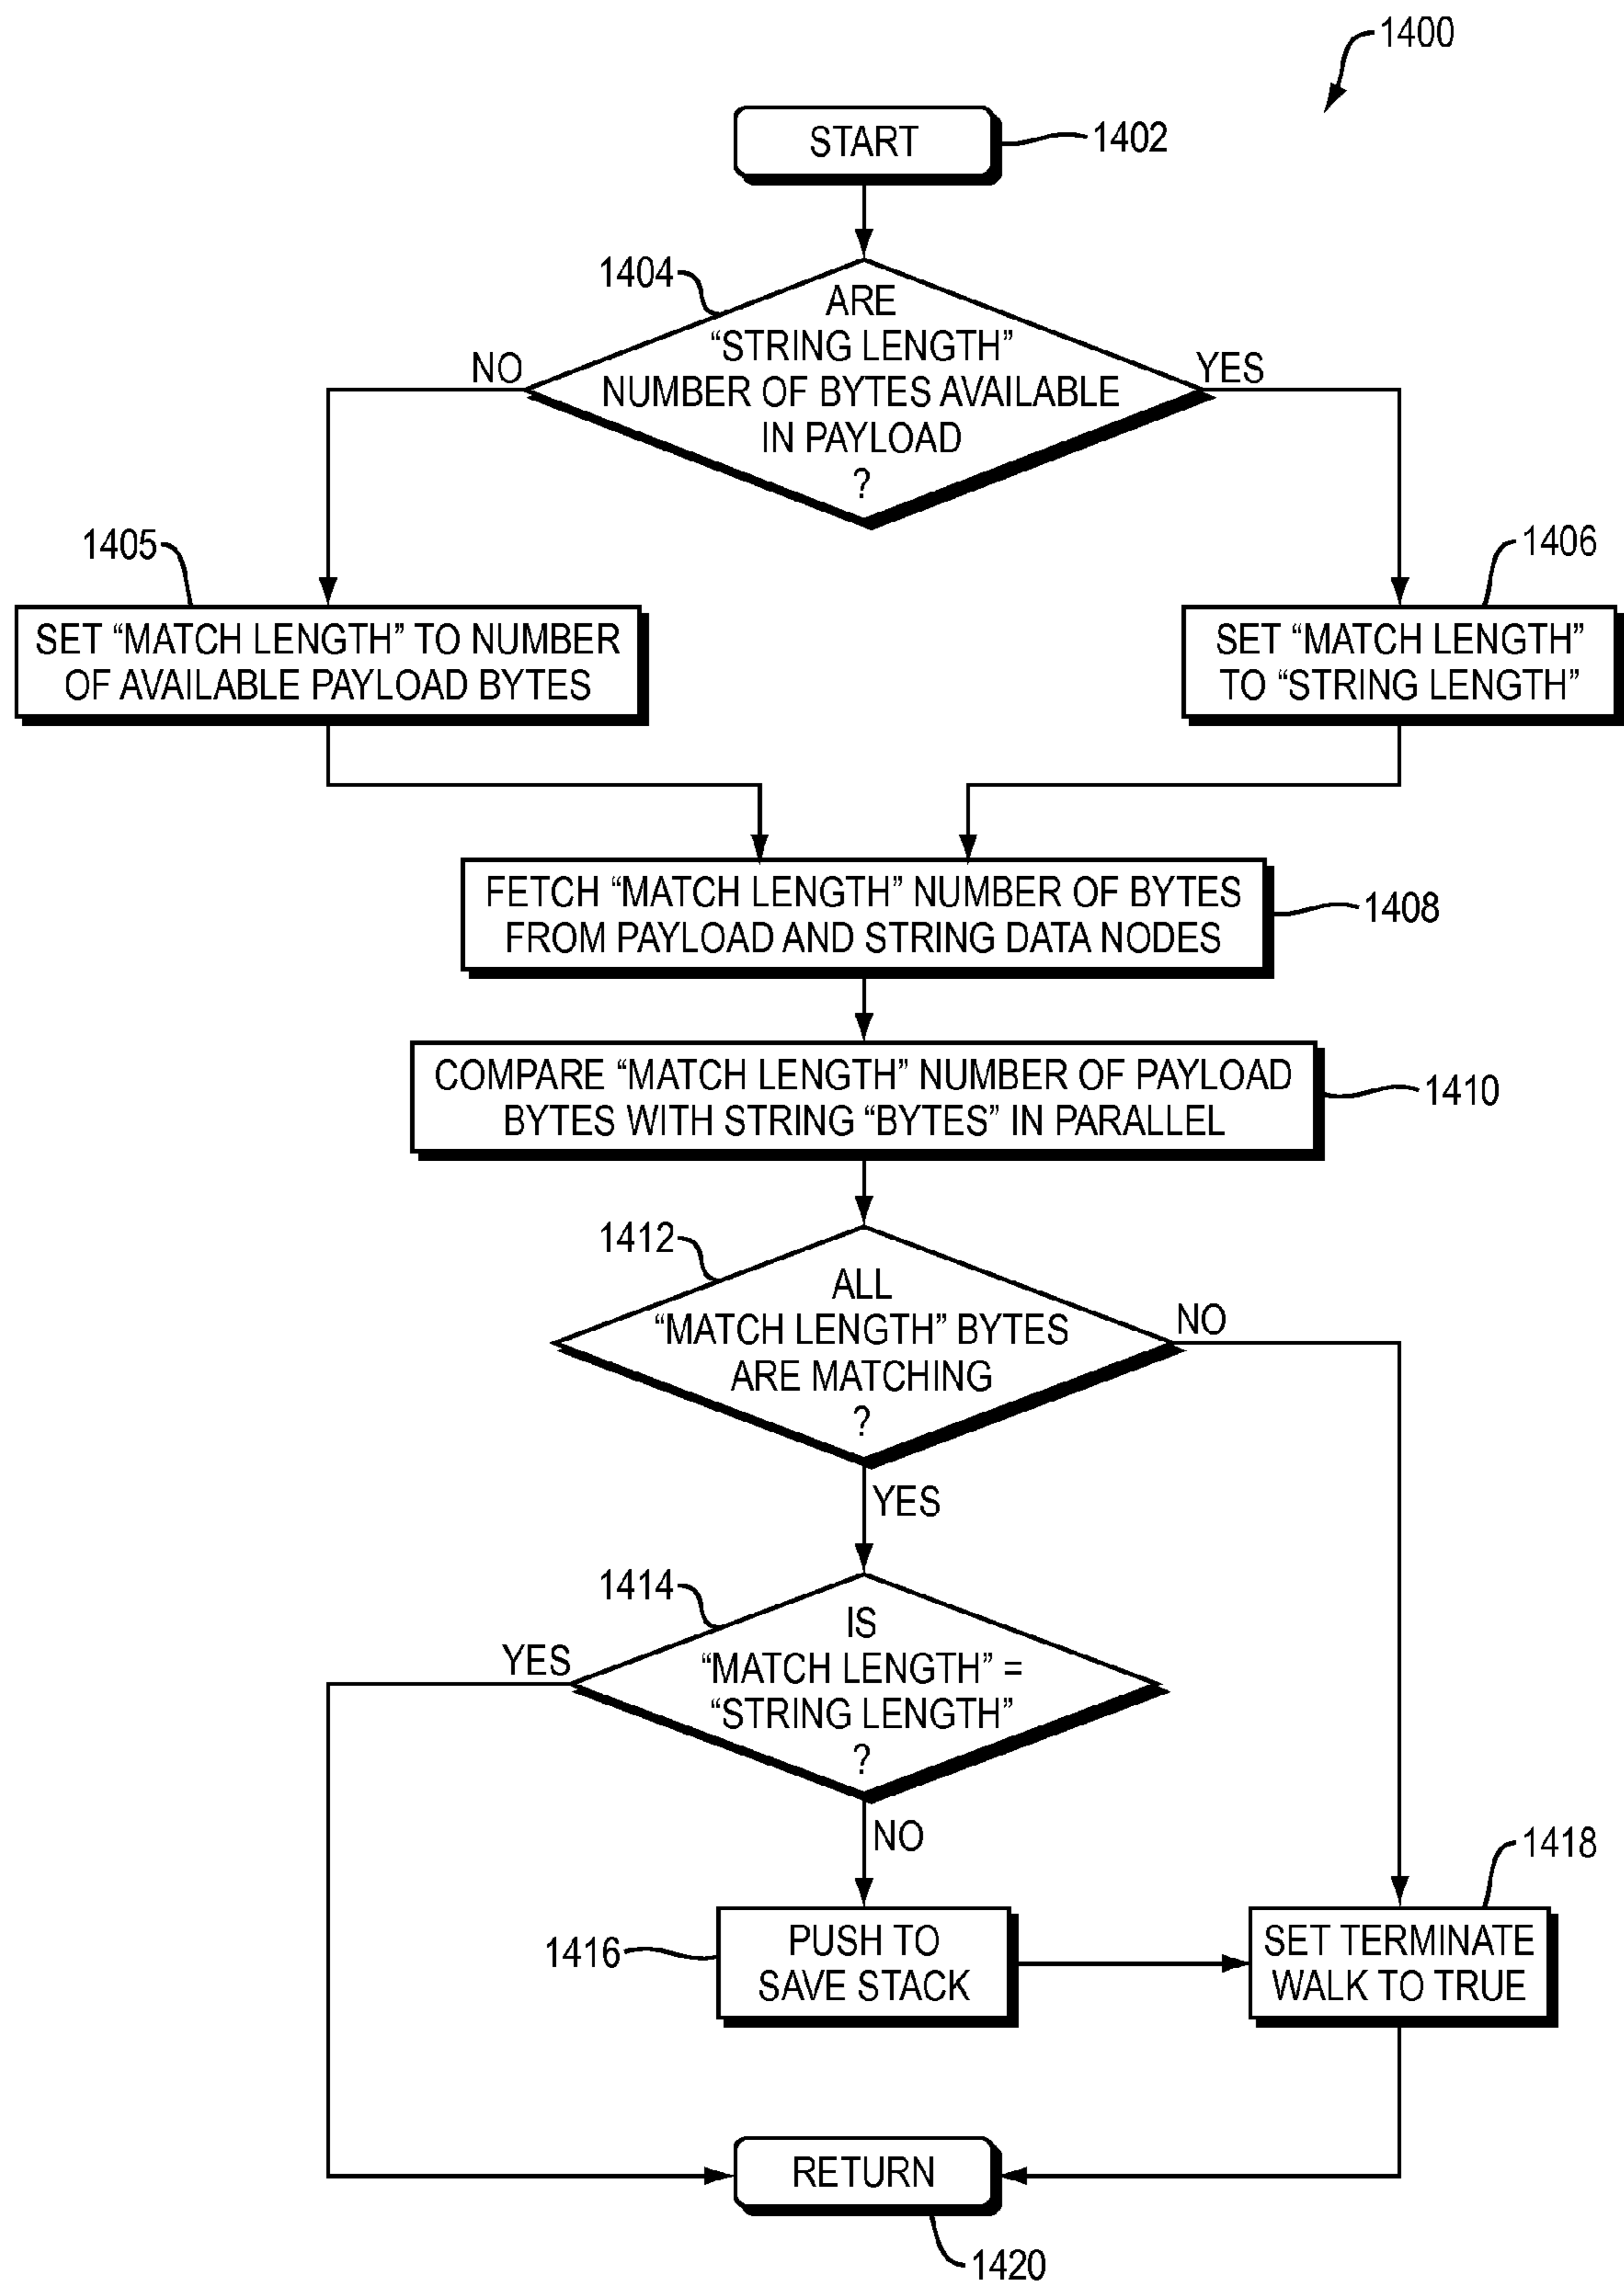 1400
START
1402
1404
ARE
“STRING LENGTH”
NUMBER OF BYTES AVAILABLE
IN PAYLOAD
?
NO
YES
1405
1406
SET “MATCH LENGTH” TO NUMBER
OF AVAILABLE PAYLOAD BYTES
SET “MATCH LENGTH”
TO “STRING LENGTH”
FETCH “MATCH LENGTH” NUMBER OF BYTES
FROM PAYLOAD AND STRING DATA NODES
1408
COMPARE “MATCH LENGTH” NUMBER OF PAYLOAD
BYTES WITH STRING “BYTES” IN PARALLEL
1410
1412
ALL
“MATCH LENGTH” BYTES
ARE MATCHING
?
NO
YES
1414
IS
“MATCH LENGTH” =
“STRING LENGTH”
?
YES
NO
1416
PUSH TO
SAVE STACK
1418
SET TERMINATE
WALK TO TRUE
RETURN
1420